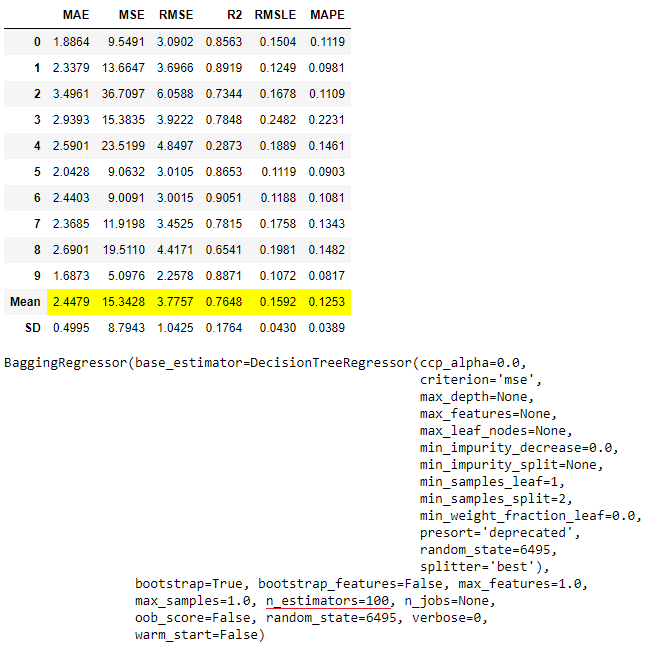 MAE MSE RMSE R2 RMSLE MAPE
0 1.8864 9.5491 3.0902 0.8563 0.1504 0.1119
1 2.3379 13.6647 3.6966 0.8919 0.1249 0.0981
2 3.4961 36.7097 6.0588 0.7344 0.1678 0.1109
3 2.9393 15.3835 3.9222 0.7848 0.2482 0.2231
4 2.5901 23.5199 4.8497 0.2873 0.1889 0.1461
5 2.0428 9.0632 3.0105 0.8653 0.1119 0.0903
6 2.4403 9.0091 3.0015 0.9051 0.1188 0.1081
7 2.3685 11.9198 3.4525 0.7815 0.1758 0.1343
8 2.6901 19.5110 4.4171 0.6541 0.1981 0.1482
9 1.6873 5.0976 2.2578 0.8871 0.1072 0.0817
Mean 2.4479 15.3428 3.7757 0.7648 0.1592 0.1253
SD 0.4995 8.7943 1.0425 0.1764 0.0430 0.0389
BaggingRegressor(base_estimator=DecisionTreeRegressor(ccp_alpha=0.0,
criterion='mse',
max_depth=None,
max_features=None,
max_leaf_nodes=None,
min_impurity_decrease=0.0,
min_impurity_split=None,
min_samples_leaf=1,
min_samples_split=2,
min_weight_fraction_leaf=0.0,
presort='deprecated',
random_state=6495,
splitter='best'),
bootstrap=True, bootstrap_features=False, max_features=1.0,
max_samples=1.0, n_estimators=100, n_jobs=None,
oob_score=False, random_state=6495, verbose=0,
warm_start=False)